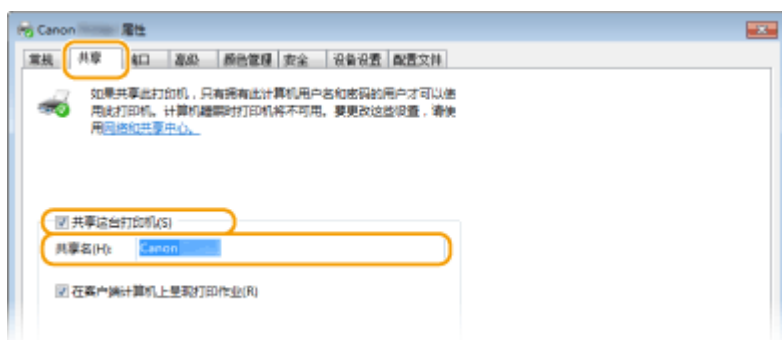 Canon 属性
常规 共享 端口 高级 颜色管理 安全 设备设置 配置文件
如果共享此打印机，只有拥有此计算机用户名和密码的用户才可以使
用此打印机。计算机睡眠时打印机将不可用。要更改这些设置，请使
用网络和共享中心。
共享这台打印机(S)
共享名(H): Canon
在客户端计算机上呈现打印作业(R)